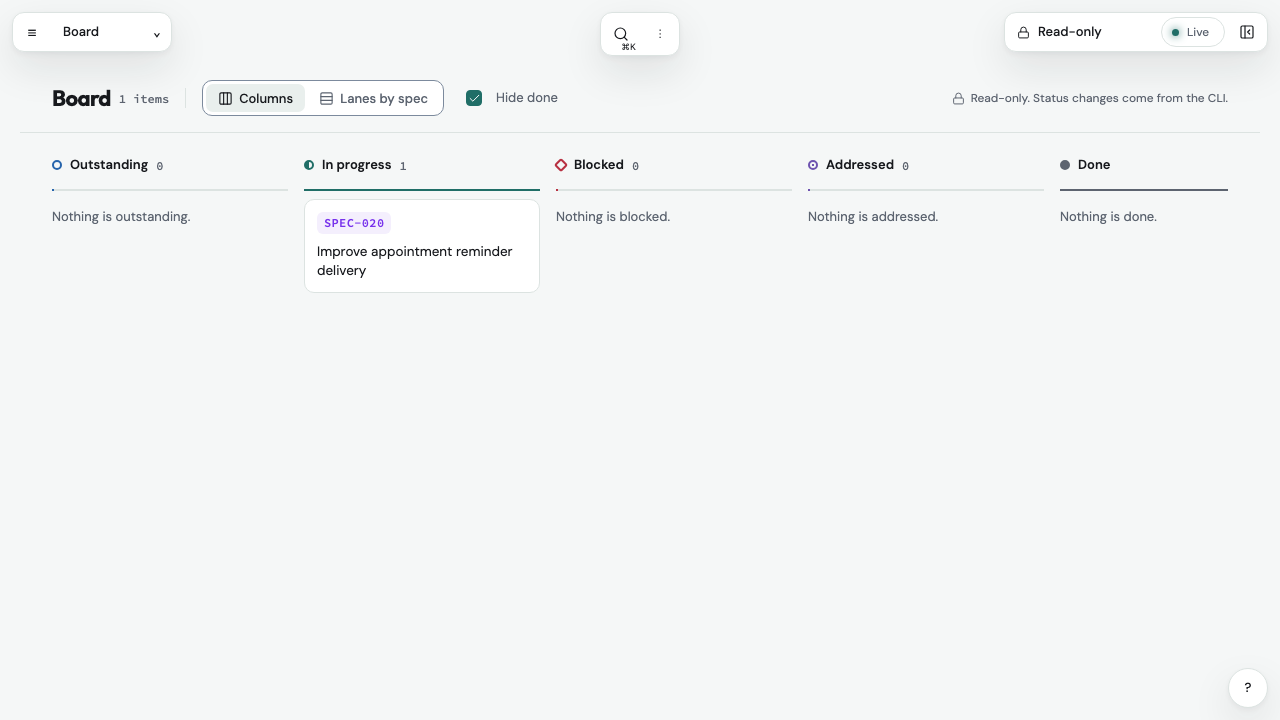 Board
⌘K
Read-only
Live
Board 1 items
Columns
Lanes by spec
Hide done
Read-only. Status changes come from the CLI.
Outstanding 0
In progress 1
Blocked 0
Addressed 0
Done
Nothing is outstanding.
SPEC-020
Improve appointment reminder
delivery
Nothing is blocked.
Nothing is addressed.
Nothing is done.
?